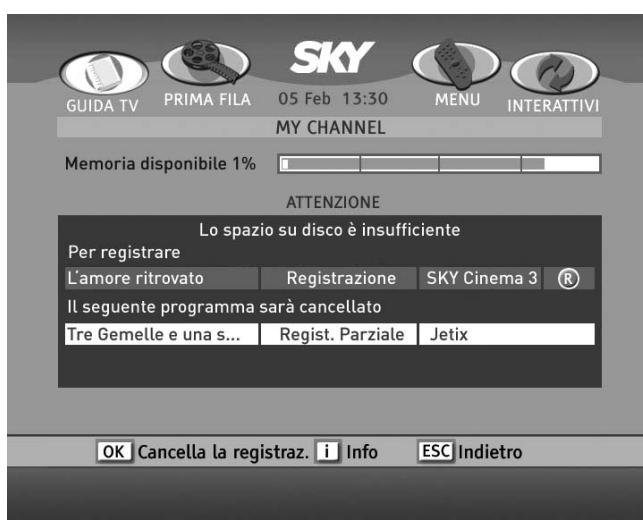 SKY
GUIDA TV PRIMA FILA 05 Feb 13:30 MENU INTERATTIVI
MY CHANNEL
Memoria disponibile 1%
ATTENZIONE
Lo spazio su disco è insufficiente
Per registrare
L'amore ritrovato Registrazione SKY Cinema 3 ®
Il seguente programma sarà cancellato
Tre Gemelle e una s... Regist. Parziale Jetix
OK Cancella la registraz. i Info ESC Indietro